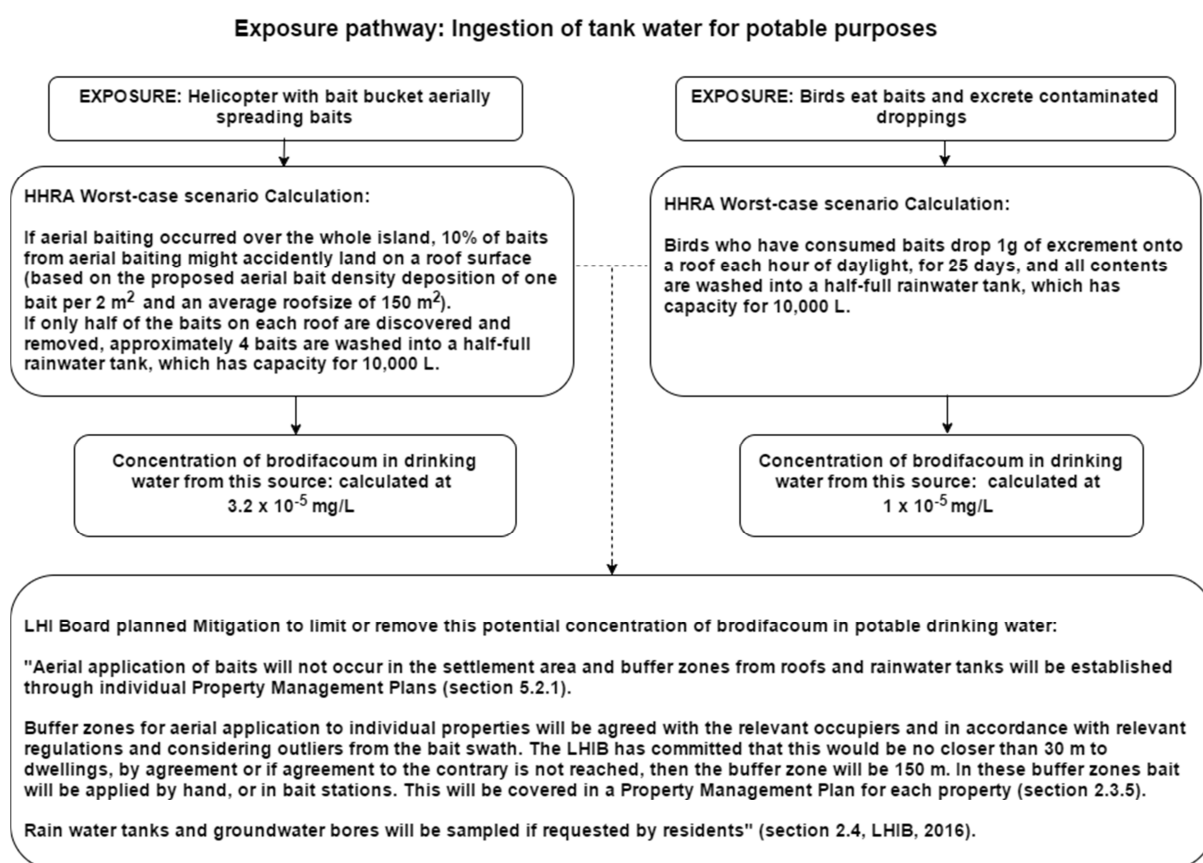 Exposure pathway: Ingestion of tank water for potable purposes
EXPOSURE: Helicopter with bait bucket aerially
spreading baits
HHRA Worst-case scenario Calculation:
If aerial baiting occurred over the whole island, 10% of baits
from aerial baiting might accidently land on a roof surface
(based on the proposed aerial bait density deposition of one
bait per 2 m² and an average roofsize of 150 m²).
If only half of the baits on each roof are discovered and
removed, approximately 4 baits are washed into a half-full
rainwater tank, which has capacity for 10,000 L.
Concentration of brodifacoum in drinking
water from this source: calculated at
3.2 x 10⁻⁵ mg/L
EXPOSURE: Birds eat baits and excrete contaminated
droppings
HHRA Worst-case scenario Calculation:
Birds who have consumed baits drop 1g of excrement onto
a roof each hour of daylight, for 25 days, and all contents
are washed into a half-full rainwater tank, which has
capacity for 10,000 L.
Concentration of brodifacoum in drinking
water from this source: calculated at
1 x 10⁻⁵ mg/L
LHI Board planned Mitigation to limit or remove this potential concentration of brodifacoum in potable drinking water:
"Aerial application of baits will not occur in the settlement area and buffer zones from roofs and rainwater tanks will be established
through individual Property Management Plans (section 5.2.1).
Buffer zones for aerial application to individual properties will be agreed with the relevant occupiers and in accordance with relevant
regulations and considering outliers from the bait swath. The LHIB has committed that this would be no closer than 30 m to
dwellings, by agreement or if agreement to the contrary is not reached, then the buffer zone will be 150 m. In these buffer zones bait
will be applied by hand, or in bait stations. This will be covered in a Property Management Plan for each property (section 2.3.5).
Rain water tanks and groundwater bores will be sampled if requested by residents" (section 2.4, LHIB, 2016).